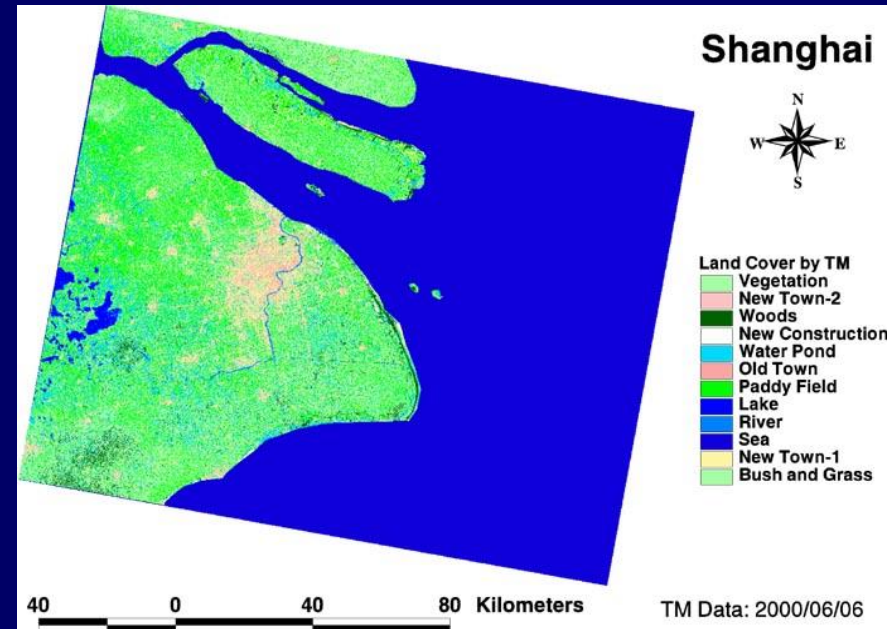 Shanghai
N
W E
S
Land Cover by TM
Vegetation
New Town-2
Woods
New Construction
Water Pond
Old Town
Paddy Field
Lake
River
Sea
New Town-1
Bush and Grass
40 0 40 80 Kilometers
TM Data: 2000/06/06